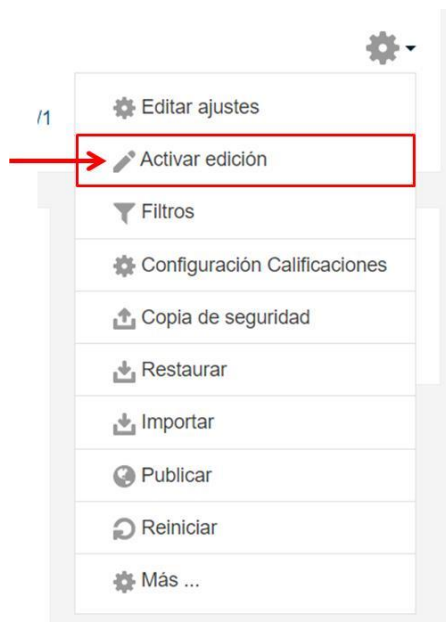 /1
Editar ajustes
Activar edición
Filtros
Configuración Calificaciones
Copia de seguridad
Restaurar
Importar
Publicar
Reiniciar
Más ...